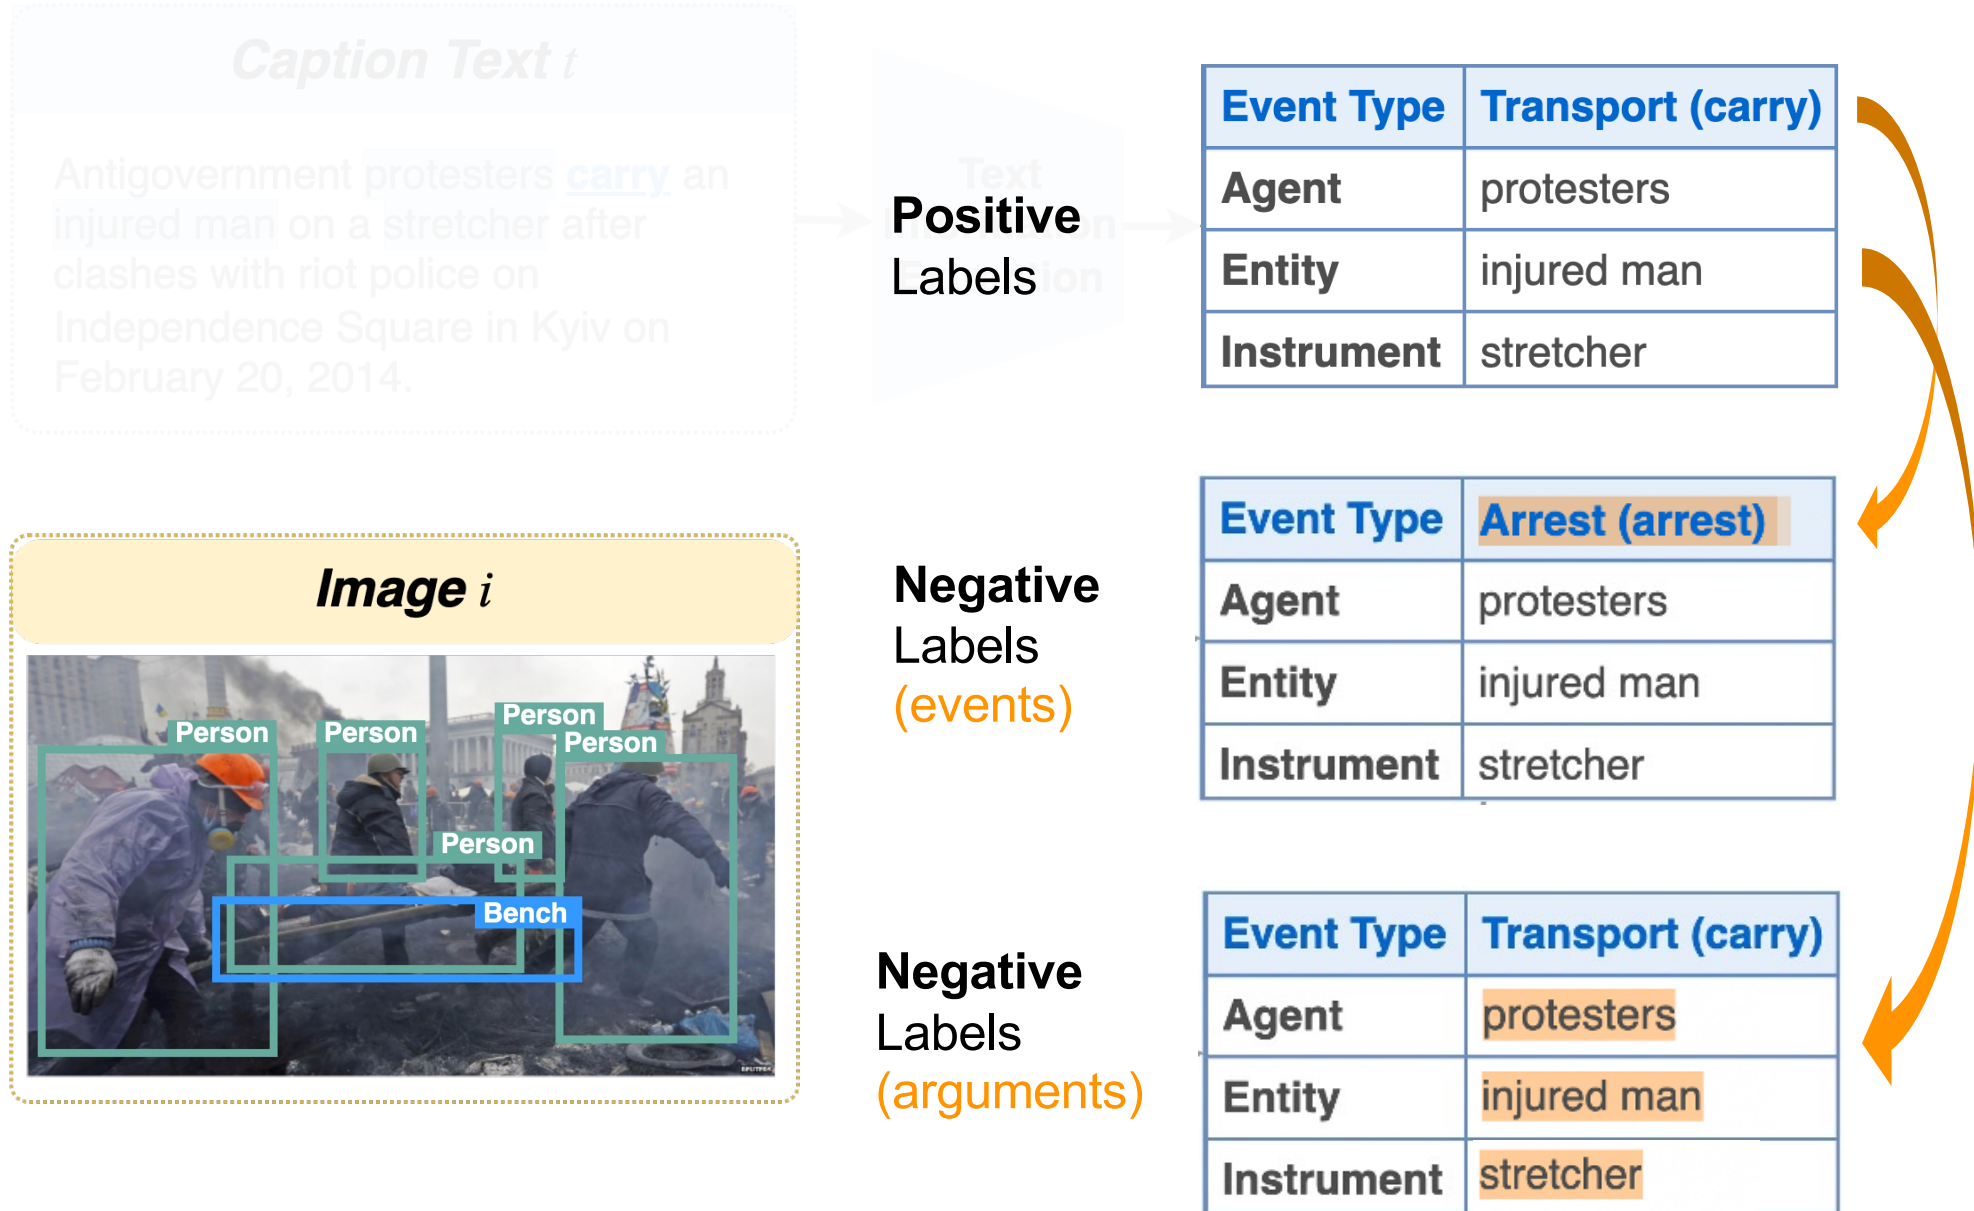 Caption Text t
Antigovernment protesters carry an
injured man on a stretcher after
clashes with riot police on
Independence Square in Kyiv on
February 20, 2014.
Text
Positive
Labels
Event Type Transport (carry)
Agent protesters
Entity injured man
Instrument stretcher
Image i
Person
Person
Person
Person
Person
Bench
Negative
Labels
(events)
Event Type Arrest (arrest)
Agent protesters
Entity injured man
Instrument stretcher
Negative
Labels
(arguments)
Event Type Transport (carry)
Agent protesters
Entity injured man
Instrument stretcher